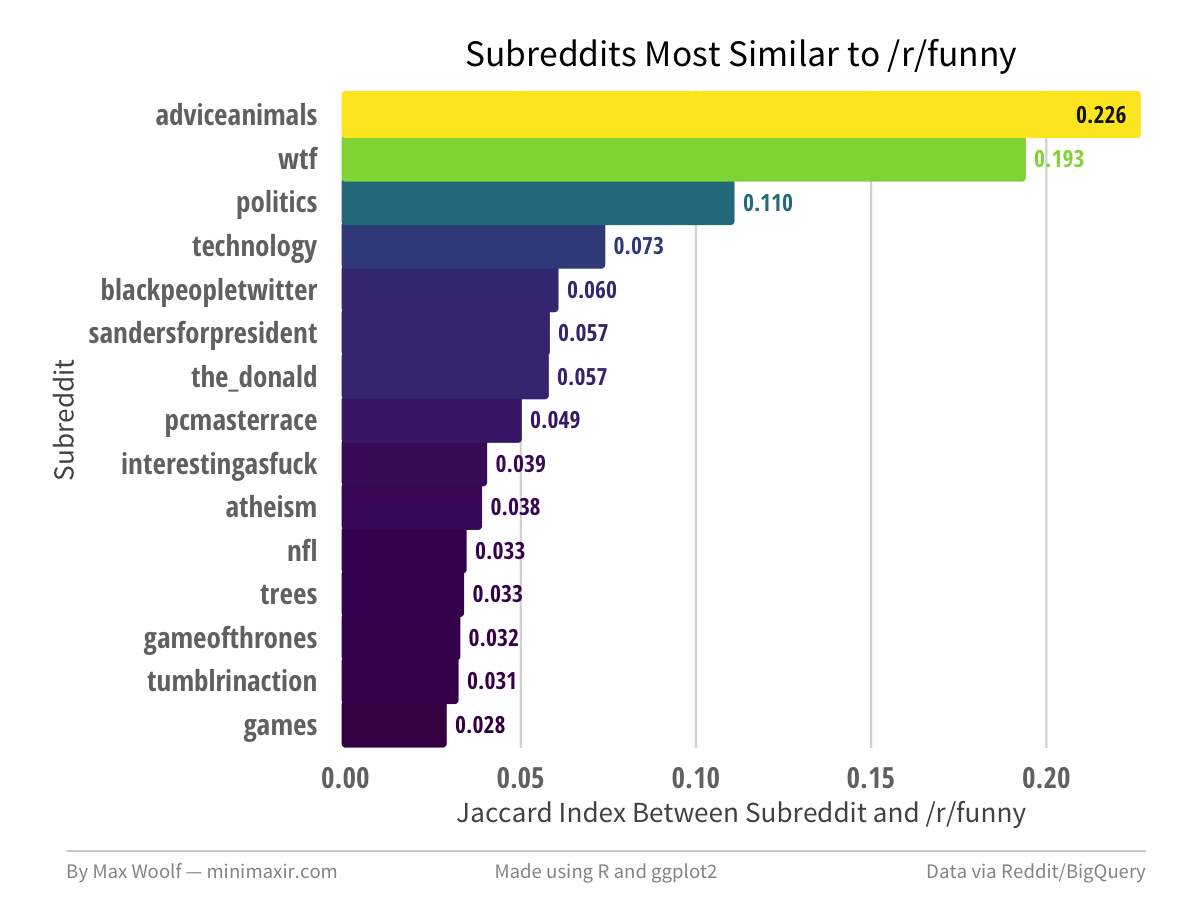 Subreddits Most Similar to /r/funny
adviceanimals 0.226
wtf 0.193
politics 0.110
technology 0.073
blackpeopletwitter 0.060
sandersforpresident 0.057
the_donald 0.057
pcmasterrace 0.049
interestingasfuck 0.039
atheism 0.038
nfl 0.033
trees 0.033
gameofthrones 0.032
tumblrinaction 0.031
games 0.028
Subreddit
0.00 0.05 0.10 0.15 0.20
Jaccard Index Between Subreddit and /r/funny
By Max Woolf — minimaxir.com Made using R and ggplot2 Data via Reddit/BigQuery